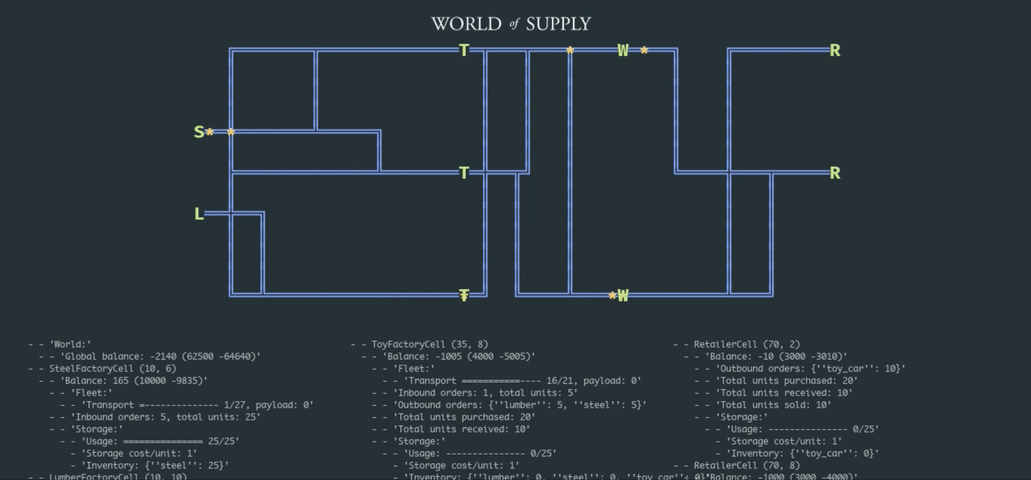 WORLD of SUPPLY
T
W
R
S
T
R
L
T
W
- - 'World:'
- - 'Global balance: -2140 (62500 -64640)'
- - SteelFactoryCell (10, 6)
- - 'Balance: 165 (10000 -9835)'
- - 'Fleet:'
- - 'Transport =-------------- 1/27, payload: 0'
- 'Inbound orders: 5, total units: 25'
- - 'Storage:'
- - 'Usage: =============== 25/25'
- 'Storage cost/unit: 1'
- 'Inventory: {''steel'': 25}'
- - LumberFactoryCell (10, 10)
- - ToyFactoryCell (35, 8)
- - 'Balance: -1005 (4000 -5005)'
- - 'Fleet:'
- - 'Transport ===========---- 16/21, payload: 0'
- 'Inbound orders: 1, total units: 5'
- 'Outbound orders: {''lumber'': 5, ''steel'': 5}'
- 'Total units purchased: 20'
- 'Total units received: 10'
- - 'Storage:'
- - 'Usage: --------------- 0/25'
- 'Storage cost/unit: 1'
- 'Inventory: {''lumber'': 0, ''steel'': 0, ''toy_car'': 0}'
- - RetailerCell (70, 2)
- - 'Balance: -10 (3000 -3010)'
- 'Outbound orders: {''toy_car'': 10}'
- 'Total units purchased: 20'
- 'Total units received: 10'
- 'Total units sold: 10'
- - 'Storage:'
- - 'Usage: --------------- 0/25'
- 'Storage cost/unit: 1'
- 'Inventory: {''toy_car'': 0}'
- - RetailerCell (70, 8)
'Balance: -1000 (3000 -4000)'